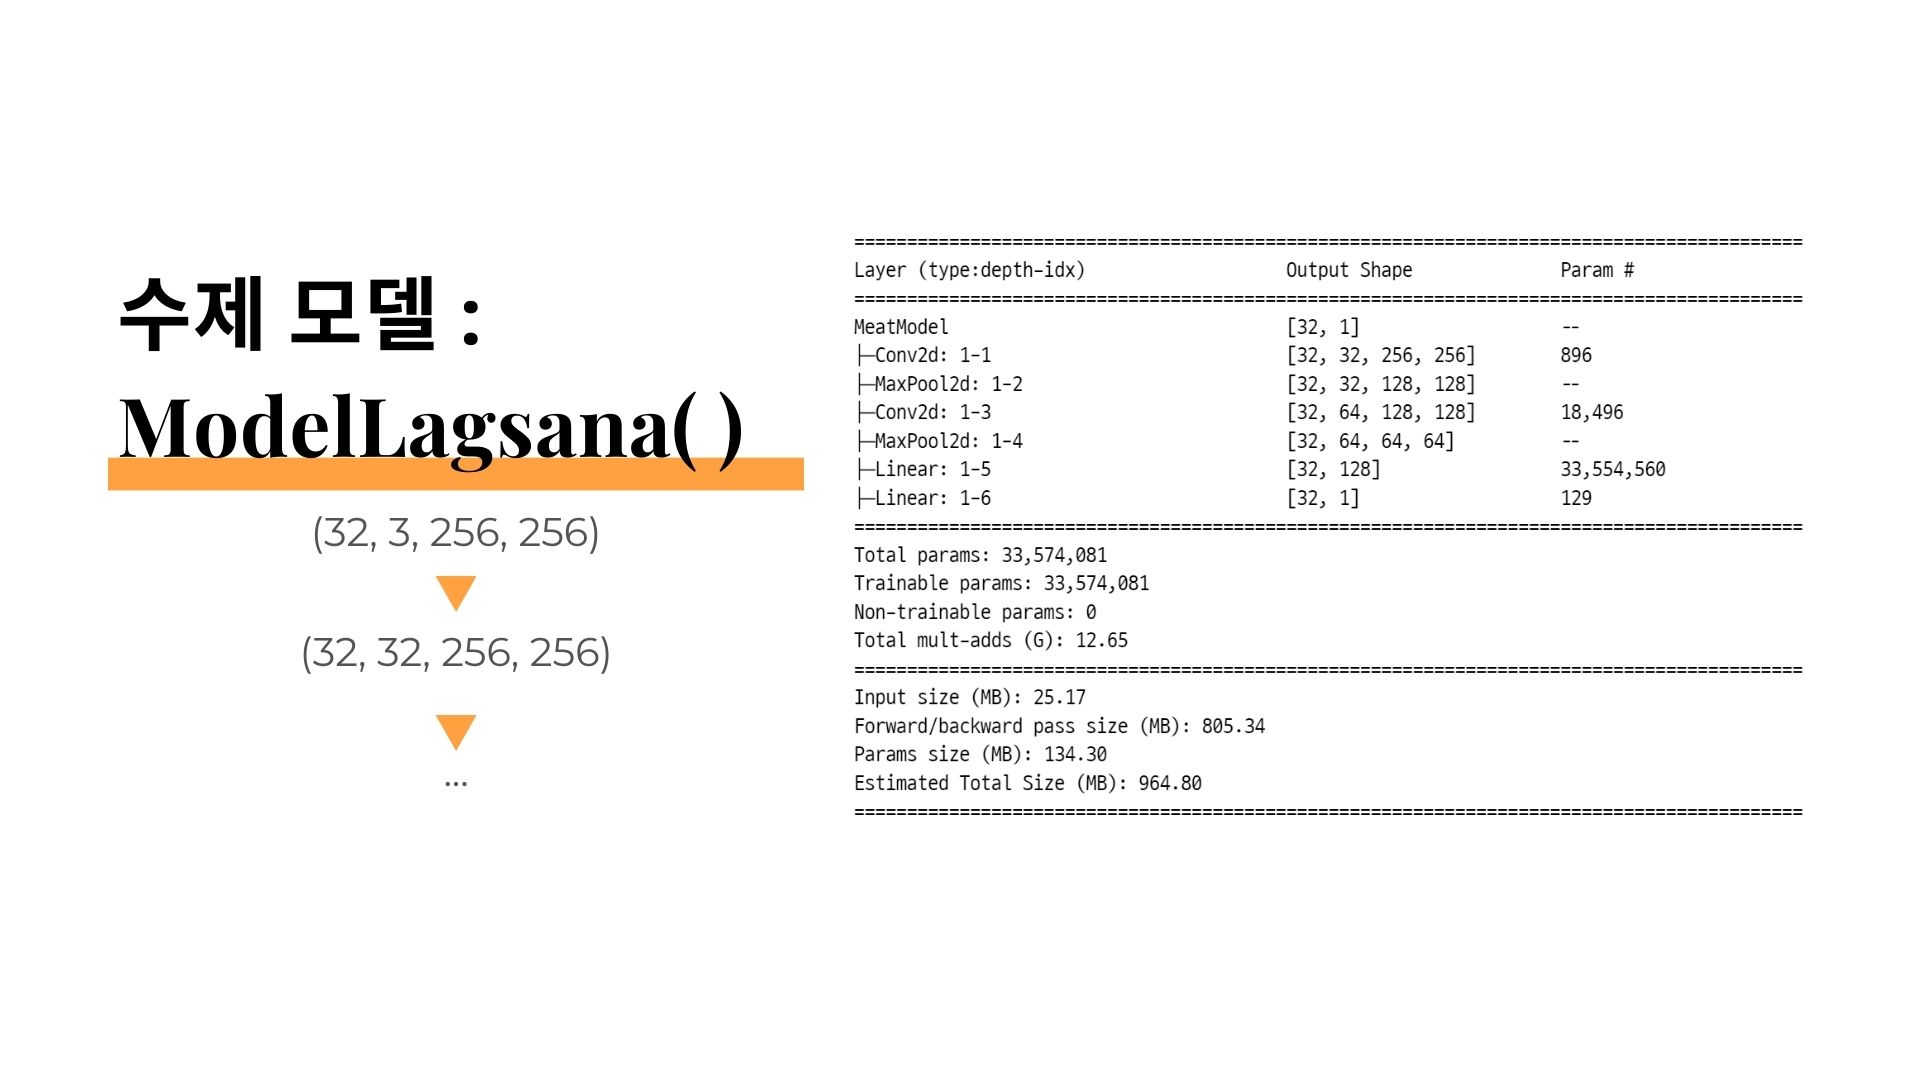 수제 모델 :
ModelLagsana( )
(32, 3, 256, 256)
(32, 32, 256, 256)
...
==========================================================================================
Layer (type:depth-idx)                   Output Shape              Param #
==========================================================================================
MeatModel                                [32, 1]                   --
├─Conv2d: 1-1                            [32, 32, 256, 256]        896
├─MaxPool2d: 1-2                         [32, 32, 128, 128]        --
├─Conv2d: 1-3                            [32, 64, 128, 128]        18,496
├─MaxPool2d: 1-4                         [32, 64, 64, 64]          --
├─Linear: 1-5                            [32, 128]                 33,554,560
├─Linear: 1-6                            [32, 1]                   129
==========================================================================================
Total params: 33,574,081
Trainable params: 33,574,081
Non-trainable params: 0
Total mult-adds (G): 12.65
==========================================================================================
Input size (MB): 25.17
Forward/backward pass size (MB): 805.34
Params size (MB): 134.30
Estimated Total Size (MB): 964.80
==========================================================================================